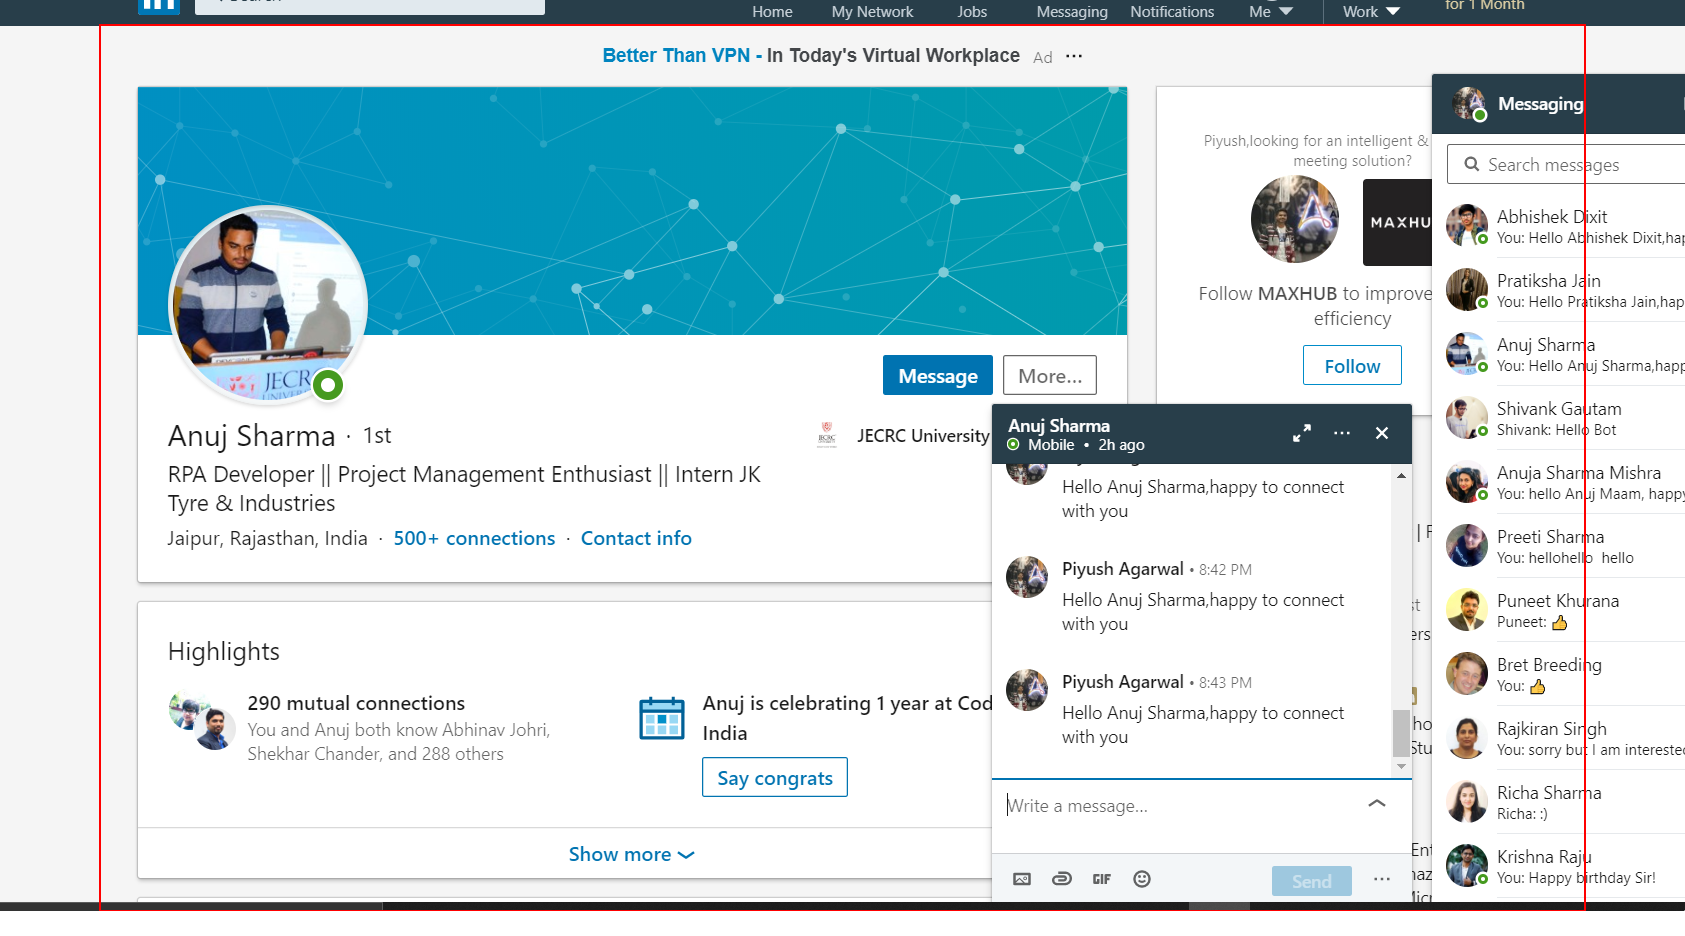 Home
My Network
Jobs
Messaging
Notifications
Me
Work
for 1 Month
Better Than VPN - In Today's Virtual Workplace Ad ...
Anuj Sharma · 1st
RPA Developer || Project Management Enthusiast || Intern JK
Tyre & Industries
Jaipur, Rajasthan, India · 500+ connections · Contact info
Message
More...
JECRC University
JECRC
Highlights
290 mutual connections
You and Anuj both know Abhinav Johri,
Shekhar Chander, and 288 others
Anuj is celebrating 1 year at Cod
India
Say congrats
Show more
Piyush,looking for an intelligent &
meeting solution?
MAXHU
Follow MAXHUB to improve
efficiency
Follow
Anuj Sharma
Mobile • 2h ago
Hello Anuj Sharma,happy to connect
with you
Piyush Agarwal • 8:42 PM
Hello Anuj Sharma,happy to connect
with you
Piyush Agarwal • 8:43 PM
Hello Anuj Sharma,happy to connect
with you
Write a message...
GIF
Send
Messaging
Search messages
Abhishek Dixit
You: Hello Abhishek Dixit,hap
Pratiksha Jain
You: Hello Pratiksha Jain,hap
Anuj Sharma
You: Hello Anuj Sharma,happ
Shivank Gautam
Shivank: Hello Bot
Anuja Sharma Mishra
You: hello Anuj Maam, happy
Preeti Sharma
You: hellohello hello
Puneet Khurana
Puneet: 👍
Bret Breeding
You: 👍
Rajkiran Singh
You: sorry but I am interested
Richa Sharma
Richa: :)
Krishna Raju
You: Happy birthday Sir!